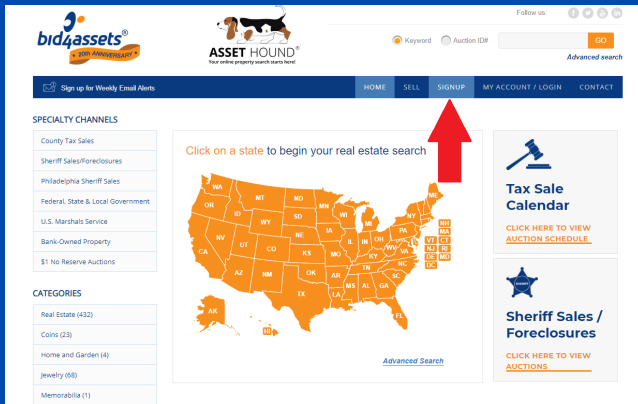 Follow us:
bid4assets®
20th ANNIVERSARY
ASSET HOUND®
Your online property search starts here!
Keyword Auction ID# GO
Advanced search
Sign up for Weekly Email Alerts HOME SELL SIGNUP MY ACCOUNT / LOGIN CONTACT
SPECIALTY CHANNELS
County Tax Sales
Sheriff Sales/Foreclosures
Philadelphia Sheriff Sales
Federal, State & Local Government
U.S. Marshals Service
Bank-Owned Property
$1 No Reserve Auctions
CATEGORIES
Real Estate (432)
Coins (23)
Home and Garden (4)
Jewelry (68)
Memorabilia (1)
Click on a state to begin your real estate search
WA MT ND MN ME
OR ID SD WI MI NY NH
WY IA MA
NV NE IL IN OH PA VT CT
UT CO KS MO WV VA NJ RI
CA KY DE MD
AZ NM OK AR TN NC DC
SC
TX LA MS AL GA
AK FL
HI
Advanced Search
Tax Sale
Calendar
CLICK HERE TO VIEW
AUCTION SCHEDULE
SHERIFF
Sheriff Sales /
Foreclosures
CLICK HERE TO VIEW
AUCTIONS